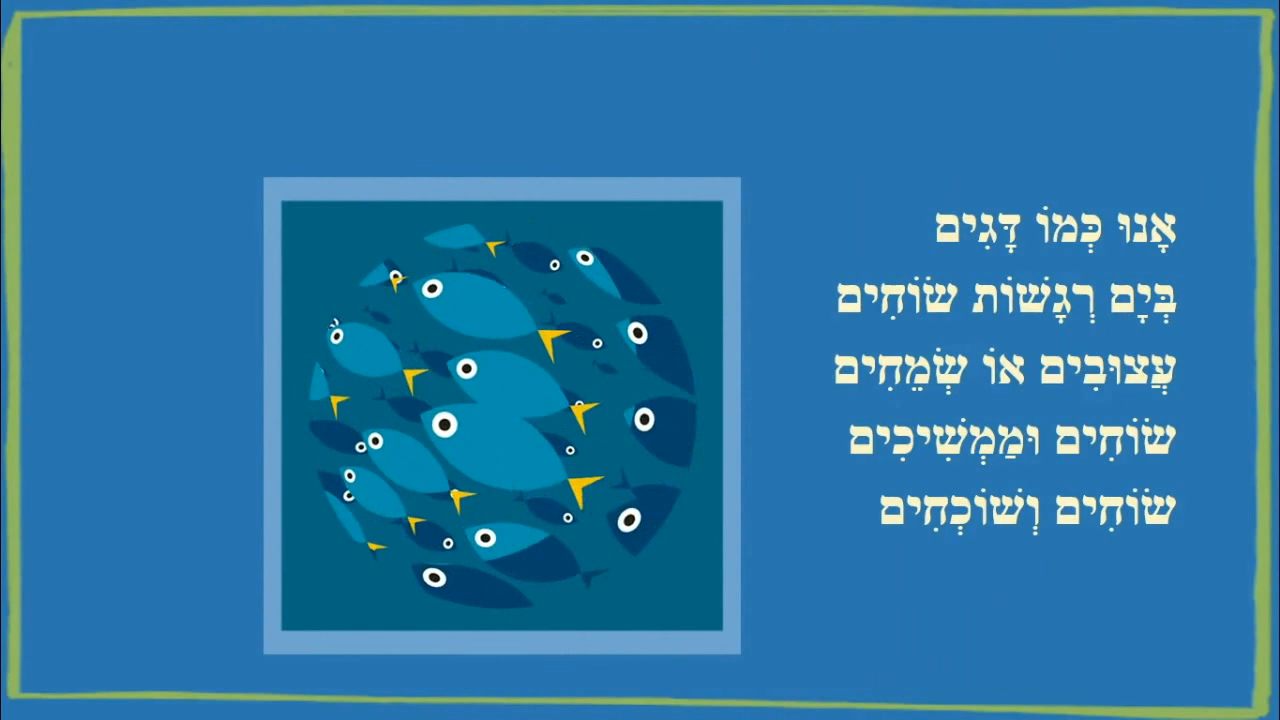 אָנוּ כְּמוֹ דָּגִים
בְּיָם רְגָשׁוֹת שׂוֹחִים
עֲצוּבִים אוֹ שְׂמֵחִים
שׂוֹחִים וּמַמְשִׁיכִים
שׂוֹחִים וְשׁוֹכְחִים